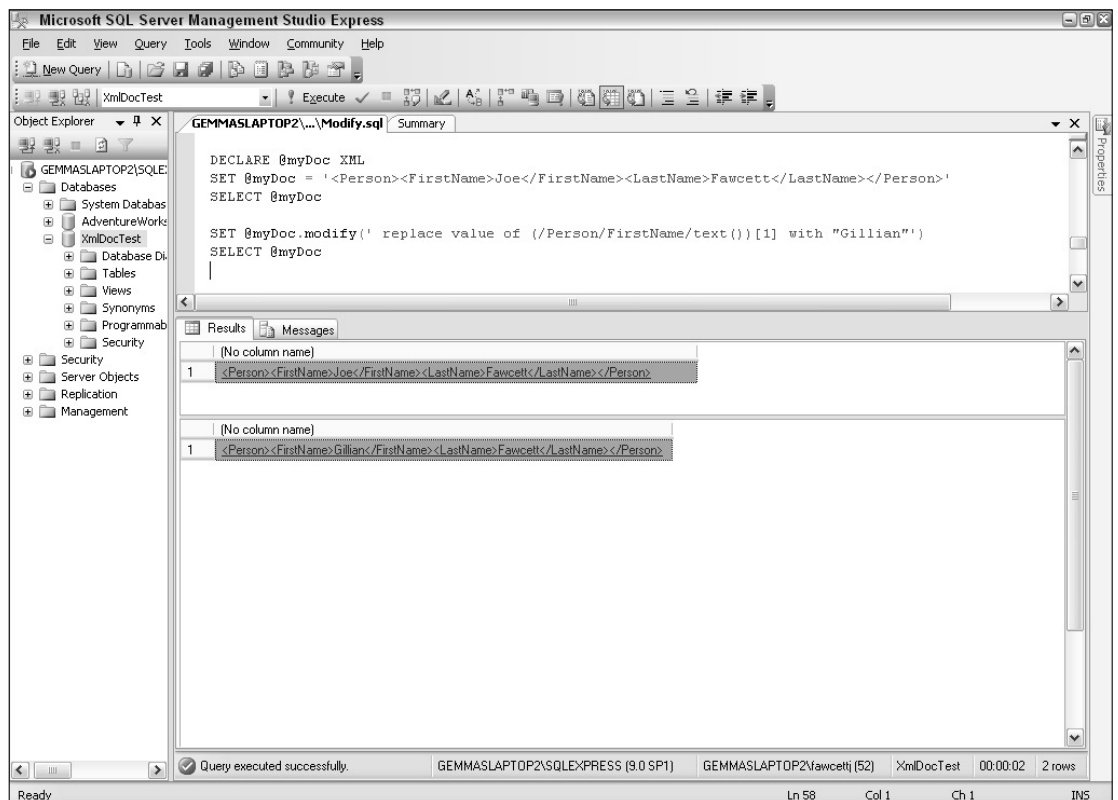 Microsoft SQL Server Management Studio Express
File Edit View Query Tools Window Community Help
New Query
XmlDocTest Execute
Object Explorer
GEMMASLAPTOP2\SQLE
Databases
System Databas
AdventureWorks
XmlDocTest
Database Di
Tables
Views
Synonyms
Programmab
Security
Security
Server Objects
Replication
Management
GEMMASLAPTOP2\...\Modify.sql Summary
DECLARE @myDoc XML
SET @myDoc = '<Person><FirstName>Joe</FirstName><LastName>Fawcett</LastName></Person>'
SELECT @myDoc
SET @myDoc.modify(' replace value of (/Person/FirstName/text())[1] with "Gillian"')
SELECT @myDoc
Results Messages
(No column name)
1 <Person><FirstName>Joe</FirstName><LastName>Fawcett</LastName></Person>
(No column name)
1 <Person><FirstName>Gillian</FirstName><LastName>Fawcett</LastName></Person>
Properties
Query executed successfully. GEMMASLAPTOP2\SQLEXPRESS (9.0 SP1) GEMMASLAPTOP2\fawcettj (52) XmlDocTest 00:00:02 2 rows
Ready Ln 58 Col 1 Ch 1 INS